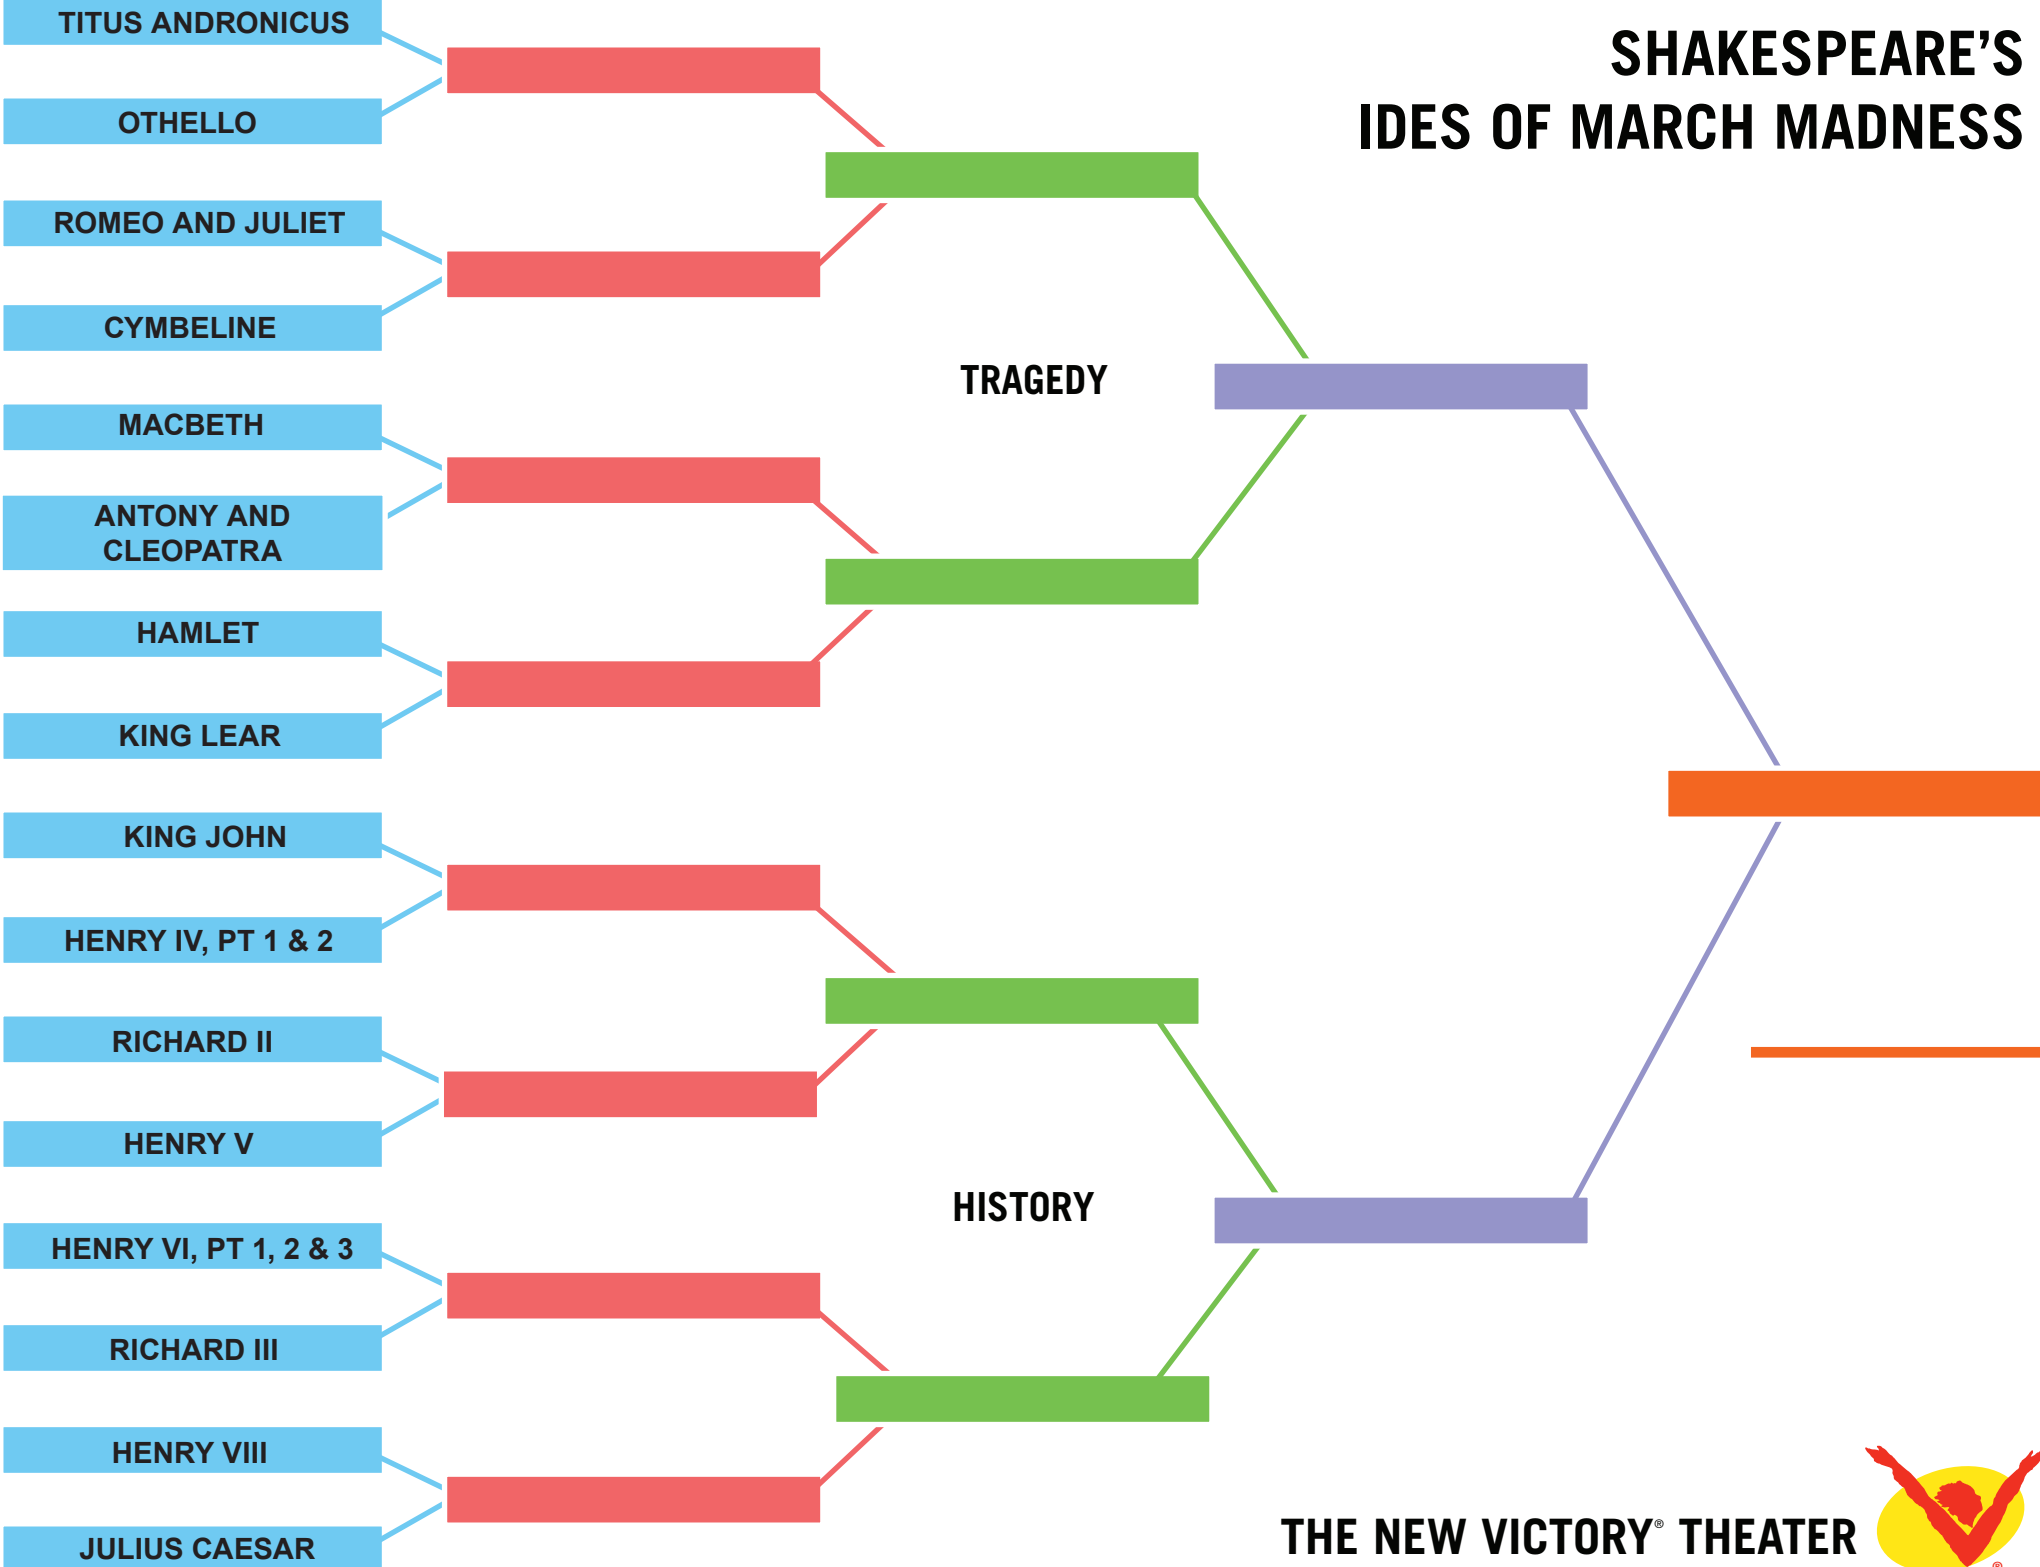 SHAKESPEARE'S
IDES OF MARCH MADNESS
TITUS ANDRONICUS
OTHELLO
ROMEO AND JULIET
CYMBELINE
TRAGEDY
MACBETH
ANTONY AND
CLEOPATRA
HAMLET
KING LEAR
KING JOHN
HENRY IV, PT 1 & 2
RICHARD II
HENRY V
HISTORY
HENRY VI, PT 1, 2 & 3
RICHARD III
HENRY VIII
JULIUS CAESAR
THE NEW VICTORY® THEATER
®